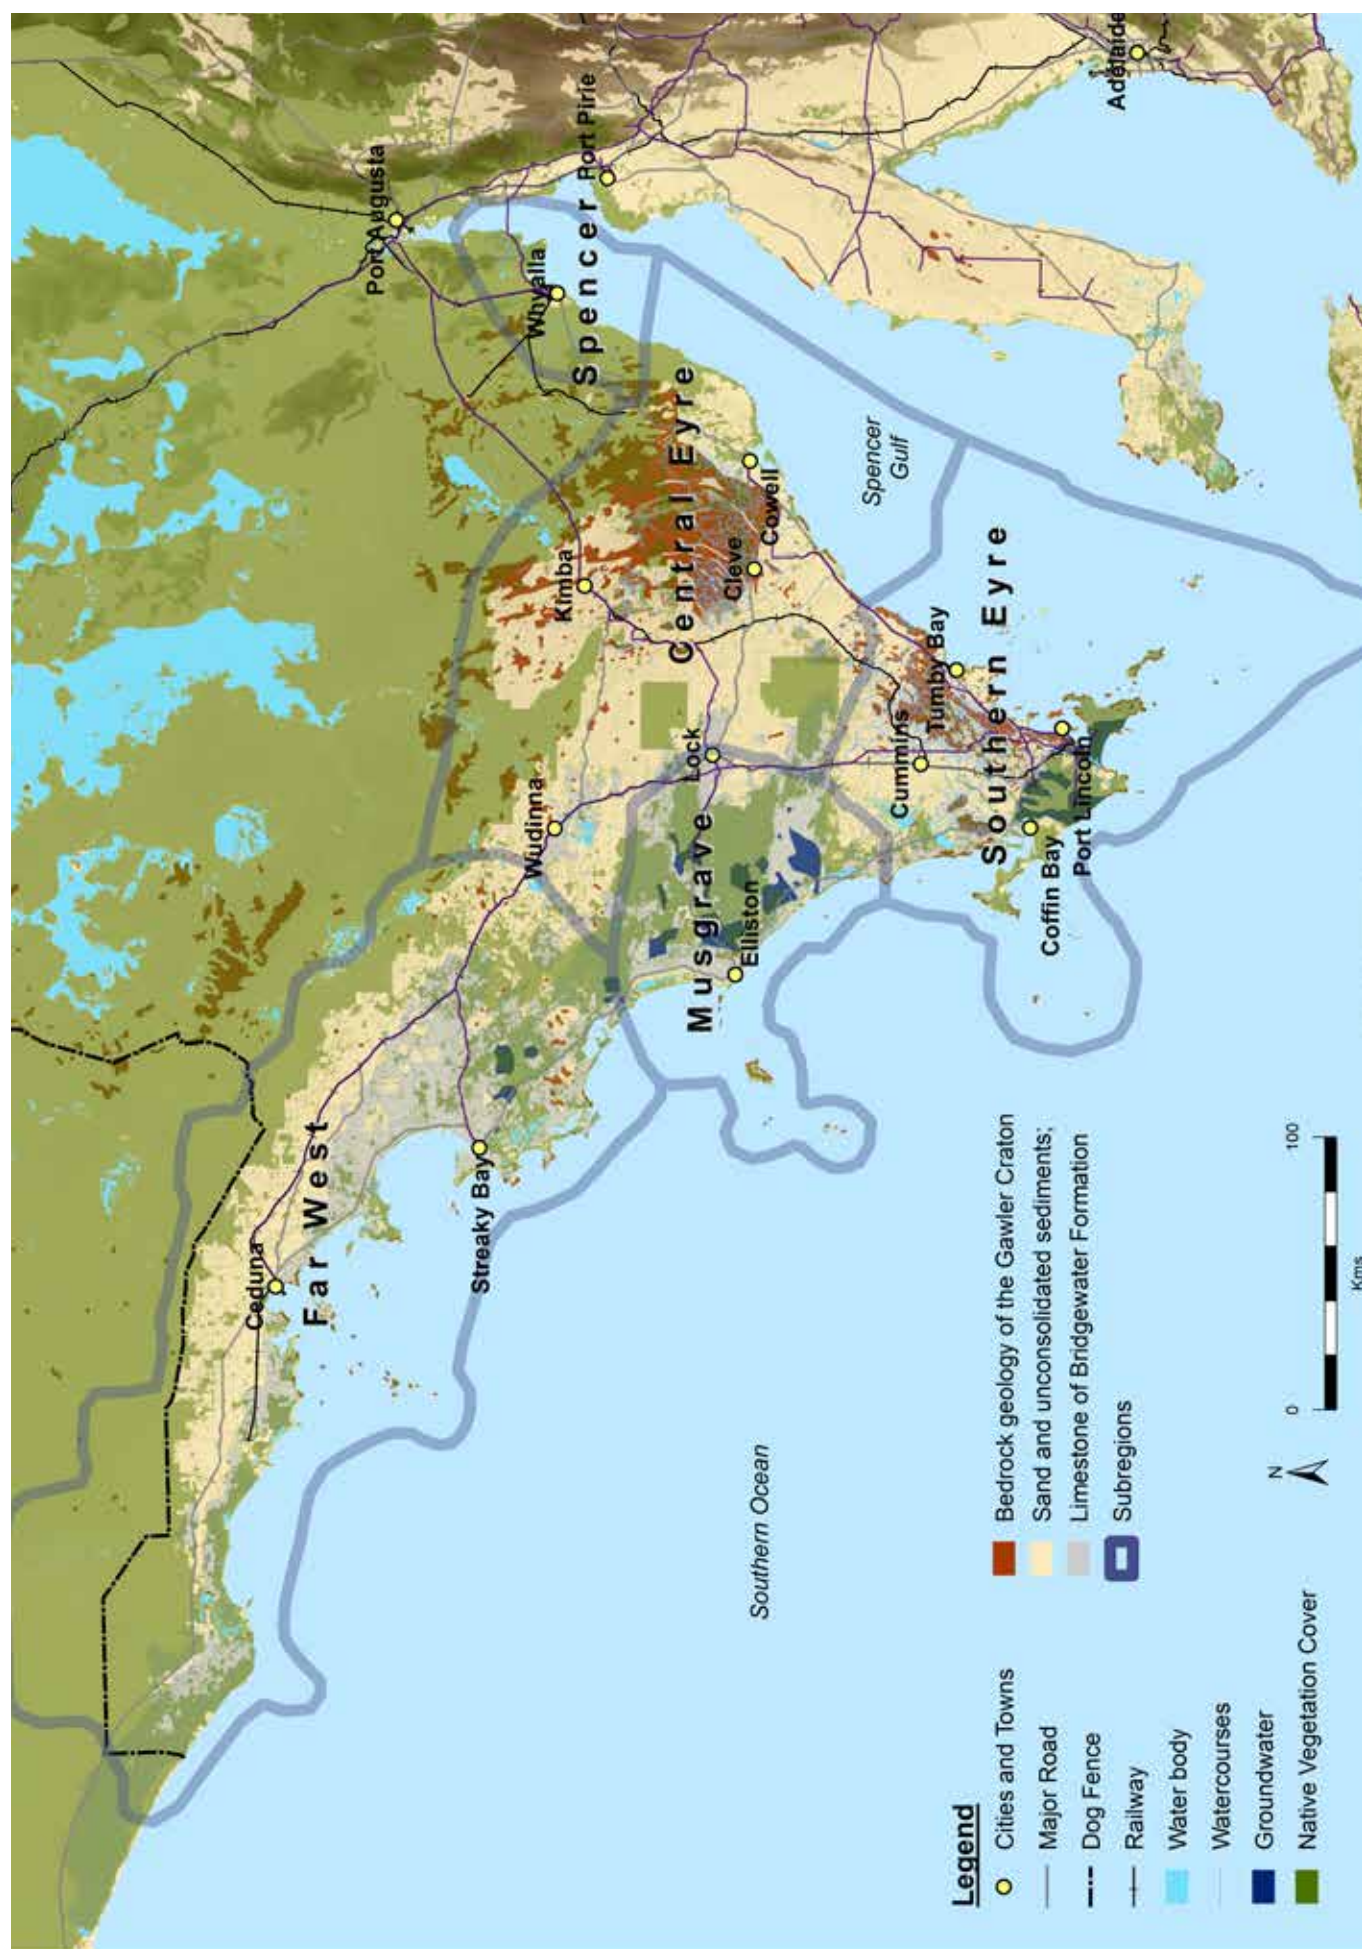 Port Augusta
Port Pirie
Adelaide
Whyalla
Spencer
Kimba
Central Eyre
Cowell
Cleve
Spencer
Gulf
Wudinna
Lock
Musgrave
Elliston
Tumby Bay
Cummins
Southern Eyre
Port Lincoln
Coffin Bay
Ceduna
Far West
Streaky Bay
Southern Ocean
Legend
Cities and Towns
Major Road
Dog Fence
Railway
Water body
Watercourses
Groundwater
Native Vegetation Cover
Bedrock geology of the Gawler Craton
Sand and unconsolidated sediments;
Limestone of Bridgewater Formation
Subregions
N
0
100
Kms